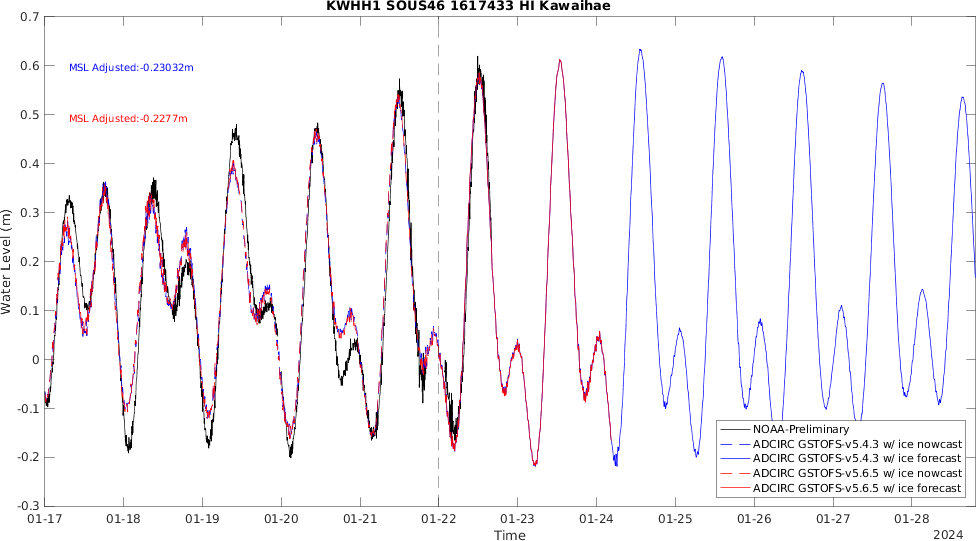 KWHH1 SOUS46 1617433 HI Kawaihae
0.7
0.6
0.5
0.4
0.3
0.2
0.1
0
-0.1
-0.2
-0.3
Water Level (m)
MSL Adjusted:-0.23032m
MSL Adjusted:-0.2277m
NOAA-Preliminary
ADCIRC GSTOFS-v5.4.3 w/ ice nowcast
ADCIRC GSTOFS-v5.4.3 w/ ice forecast
ADCIRC GSTOFS-v5.6.5 w/ ice nowcast
ADCIRC GSTOFS-v5.6.5 w/ ice forecast
01-17 01-18 01-19 01-20 01-21 01-22 01-23 01-24 01-25 01-26 01-27 01-28
Time
2024